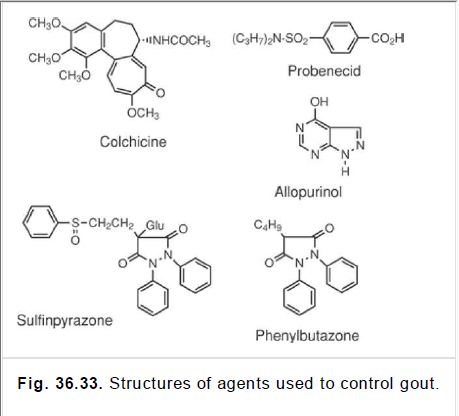 CH₃O
CH₃O
CH₃O
NHCOCH₃
O
OCH₃
Colchicine
(C₃H₇)₂N-SO₂
CO₂H
Probenecid
OH
N
N
N
N
H
Allopurinol
S-CH₂CH₂ Glu
O
O
O
N-N
Sulfinpyrazone
C₄H₉
O
O
N-N
Phenylbutazone
Fig. 36.33. Structures of agents used to control gout.